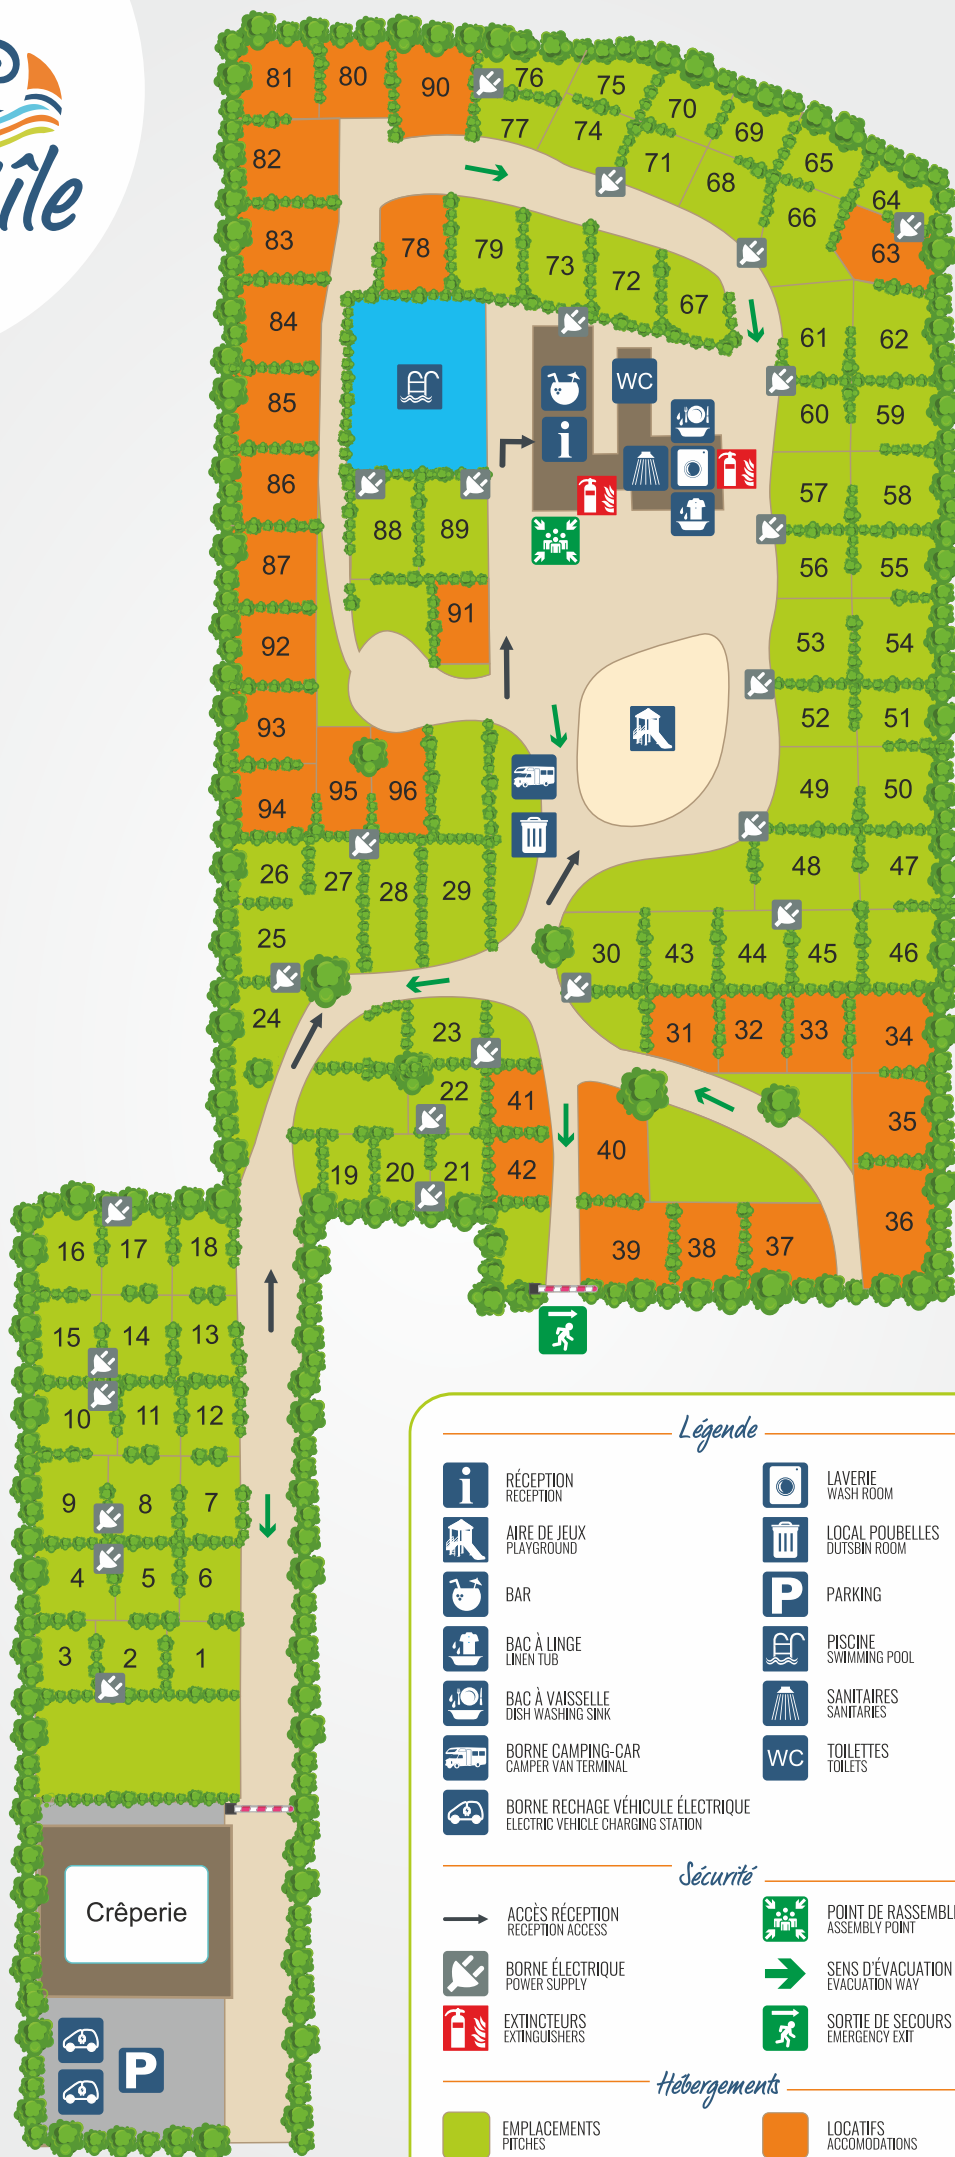 île
81 80 90 76 75
77 74 70 69
82 71 68 65 64
83 78 79 73 72 66 63
67
84 61 62
WC
85 60 59
i
86 57 58
88 89
87 56 55
92 91 53 54
93 52 51
94 95 96 49 50
26 27 28 29 48 47
25 30 43 44 45 46
24 23 31 32 33 34
22 41 35
19 20 21 42 40
16 17 18 39 38 37 36
15 14 13
10 11 12
9 8 7
4 5 6
3 2 1
Crêperie
P
Légende
i RÉCEPTION
RECEPTION
AIRE DE JEUX
PLAYGROUND
BAR
BAC À LINGE
LINEN TUB
BAC À VAISSELLE
DISH WASHING SINK
BORNE CAMPING-CAR
CAMPER VAN TERMINAL
BORNE RECHAGE VÉHICULE ÉLECTRIQUE
ELECTRIC VEHICLE CHARGING STATION
LAVERIE
WASH ROOM
LOCAL POUBELLES
DUTSBIN ROOM
P PARKING
PISCINE
SWIMMING POOL
SANITAIRES
SANITARIES
WC TOILETTES
TOILETS
Sécurité
ACCÈS RÉCEPTION
RECEPTION ACCESS
BORNE ÉLECTRIQUE
POWER SUPPLY
EXTINCTEURS
EXTINGUISHERS
POINT DE RASSEMBLE
ASSEMBLY POINT
SENS D'ÉVACUATION
EVACUATION WAY
SORTIE DE SECOURS
EMERGENCY EXIT
Hébergements
EMPLACEMENTS
PITCHES
LOCATIFS
ACCOMODATIONS